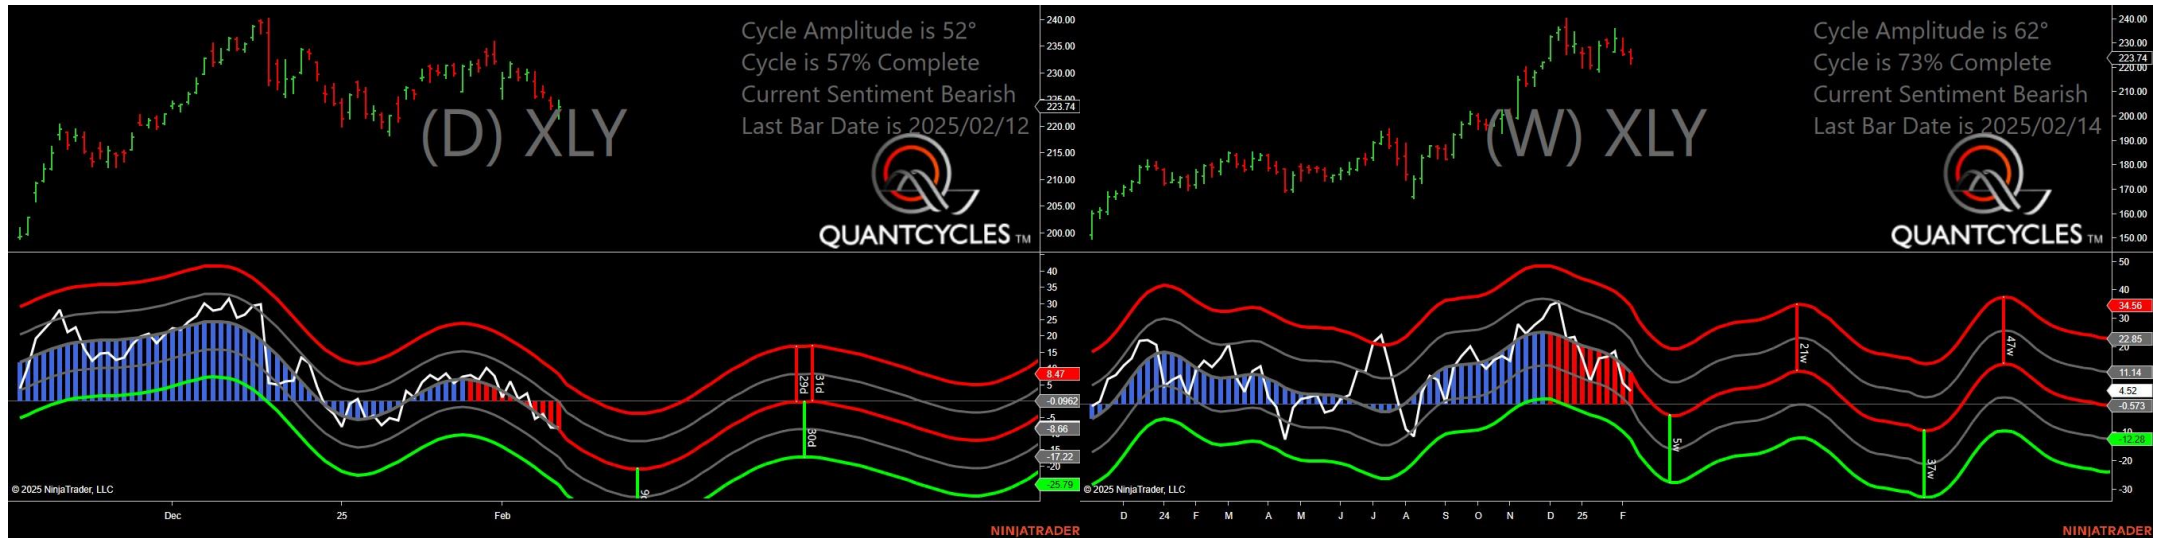 Cycle Amplitude is 52°
Cycle is 57% Complete
Current Sentiment Bearish
Last Bar Date is 2025/02/12
(D) XLY
QUANTCYCLES TM
240.00
235.00
230.00
225.00
223.74
220.00
215.00
210.00
205.00
200.00
40
35
30
25
20
15
8.47
5
-0.0962
-5
-8.66
-15
-17.22
-20
-25.79
29d
31d
30d
© 2025 NinjaTrader, LLC
Dec
25
Feb
NINJATRADER
Cycle Amplitude is 62°
Cycle is 73% Complete
Current Sentiment Bearish
Last Bar Date is 2025/02/14
(W) XLY
QUANTCYCLES TM
240.00
230.00
223.74
220.00
210.00
200.00
190.00
180.00
170.00
160.00
150.00
50
40
34.56
30
22.85
20
11.14
4.52
-0.573
-10
-12.28
-20
-30
5w
21w
37w
47w
© 2025 NinjaTrader, LLC
D
24
F
M
A
M
J
J
A
S
O
N
D
25
F
NINJATRADER